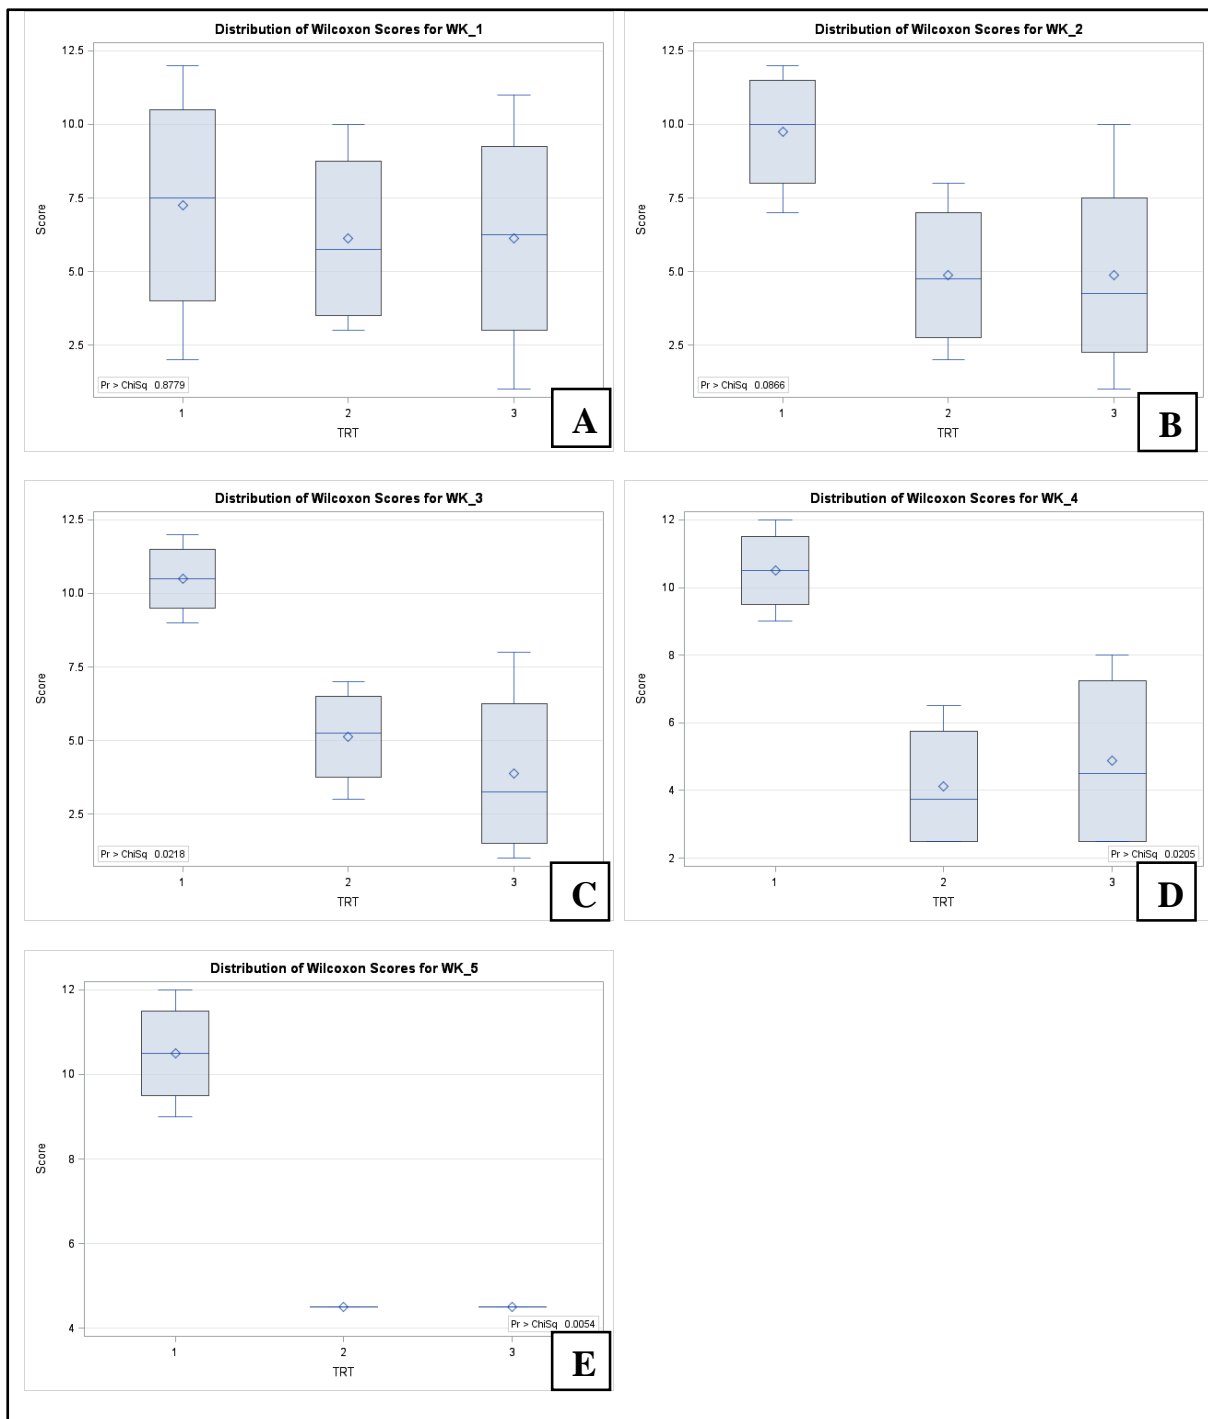 Distribution of Wilcoxon Scores for WK_1
12.5
10.0
7.5
5.0
2.5
Score
Pr > ChiSq 0.8779
1 2 3
TRT
A
Distribution of Wilcoxon Scores for WK_2
12.5
10.0
7.5
5.0
2.5
Score
Pr > ChiSq 0.0866
1 2 3
TRT
B
Distribution of Wilcoxon Scores for WK_3
12.5
10.0
7.5
5.0
2.5
Score
Pr > ChiSq 0.0218
1 2 3
TRT
C
Distribution of Wilcoxon Scores for WK_4
12
10
8
6
4
2
Score
Pr > ChiSq 0.0205
1 2 3
TRT
D
Distribution of Wilcoxon Scores for WK_5
12
10
8
6
4
Score
Pr > ChiSq 0.0054
1 2 3
TRT
E